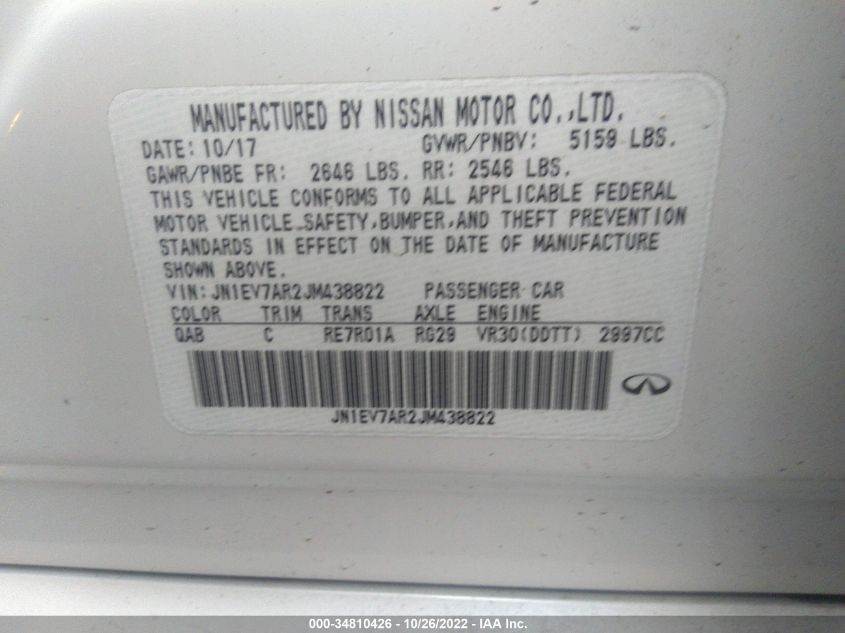 MANUFACTURED BY NISSAN MOTOR CO.,LTD.
DATE: 10/17 GVWR/PNBV: 5159 LBS.
GAWR/PNBE FR: 2646 LBS. RR: 2546 LBS.
THIS VEHICLE CONFORMS TO ALL APPLICABLE FEDERAL
MOTOR VEHICLE SAFETY,BUMPER,AND THEFT PREVENTION
STANDARDS IN EFFECT ON THE DATE OF MANUFACTURE
SHOWN ABOVE.
VIN: JN1EV7AR2JM438822 PASSENGER CAR
COLOR TRIM TRANS AXLE ENGINE
QAB C RE7R01A RG29 VR30(DDTT) 2997CC
JN1EV7AR2JM438822
000-34810426 - 10/26/2022 - IAA Inc.